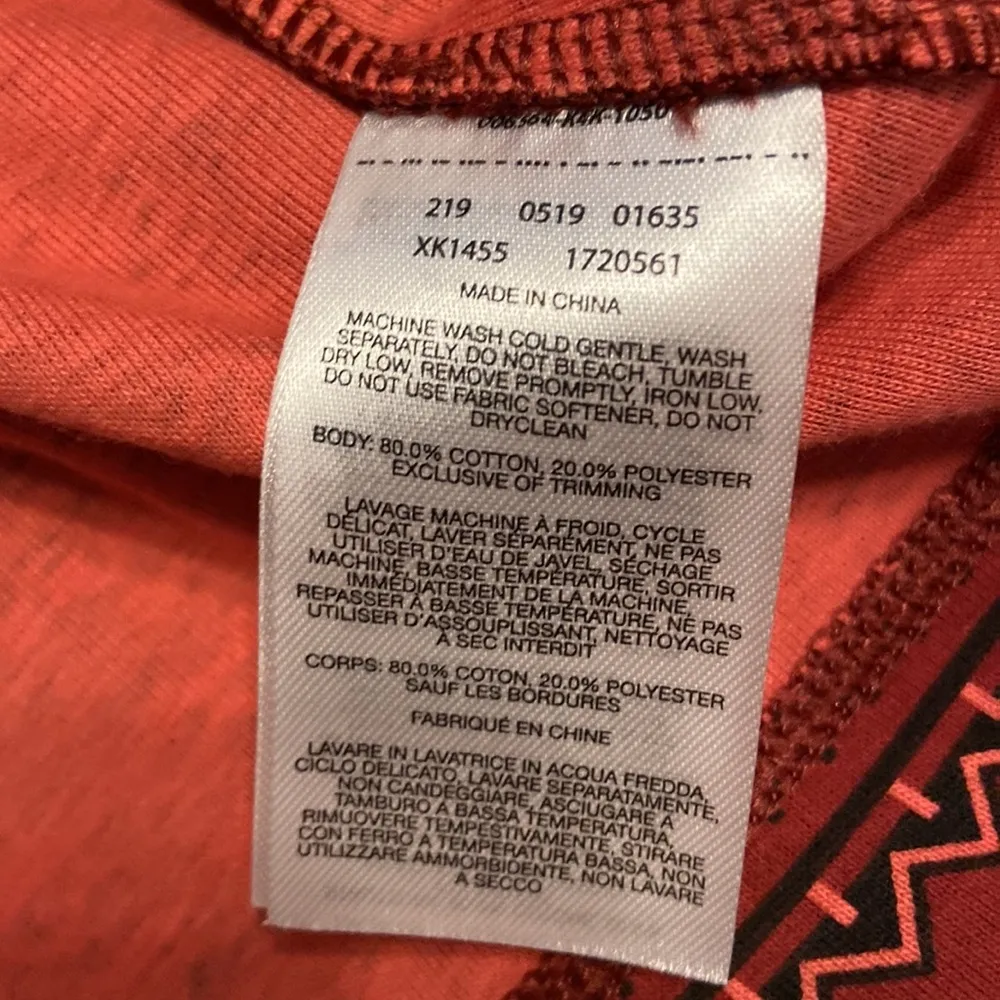 219 0519 01635
XK1455 1720561
MADE IN CHINA
MACHINE WASH COLD GENTLE, WASH
SEPARATELY, DO NOT BLEACH, TUMBLE
DRY LOW, REMOVE PROMPTLY, IRON LOW,
DO NOT USE FABRIC SOFTENER, DO NOT
DRYCLEAN
BODY: 80.0% COTTON, 20.0% POLYESTER
EXCLUSIVE OF TRIMMING
LAVAGE MACHINE À FROID, CYCLE
DÉLICAT, LAVER SÉPARÉMENT, NE PAS
UTILISER D'EAU DE JAVEL, SÉCHAGE
MACHINE, BASSE TEMPÉRATURE, SORTIR
IMMÉDIATEMENT DE LA MACHINE,
REPASSER À BASSE TEMPÉRATURE, NE PAS
UTILISER D'ASSOUPLISSANT, NETTOYAGE
À SEC INTERDIT
CORPS: 80.0% COTON, 20.0% POLYESTER
SAUF LES BORDURES
FABRIQUÉ EN CHINE
LAVARE IN LAVATRICE IN ACQUA FREDDA,
CICLO DELICATO, LAVARE SEPARATAMENTE,
NON CANDEGGIARE, ASCIUGARE A
TAMBURO A BASSA TEMPERATURA,
RIMUOVERE TEMPESTIVAMENTE, STIRARE
CON FERRO A TEMPERATURA BASSA, NON
UTILIZZARE AMMORBIDENTE, NON LAVARE
A SECCO